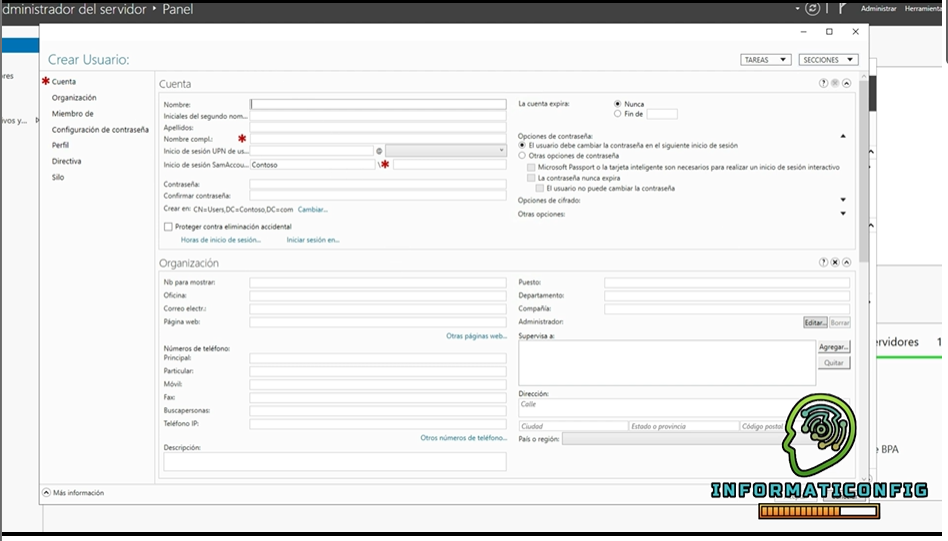 dministrador del servidor ‣ Panel
Administrar Herramienta
Crear Usuario:
TAREAS
SECCIONES
Cuenta
Organización
Miembro de
Configuración de contraseña
Perfil
Directiva
Silo
Cuenta
Nombre:
Iniciales del segundo nom...
Apellidos:
Nombre compl.:
Inicio de sesión UPN de us...
@
Inicio de sesión SamAccou... Contoso \
Contraseña:
Confirmar contraseña:
Crear en: CN=Users,DC=Contoso,DC=com Cambiar...
Proteger contra eliminación accidental
Horas de inicio de sesión... Iniciar sesión en...
La cuenta expira:
Nunca
Fin de
Opciones de contraseña:
El usuario debe cambiar la contraseña en el siguiente inicio de sesión
Otras opciones de contraseña
Microsoft Passport o la tarjeta inteligente son necesarios para realizar un inicio de sesión interactivo
La contraseña nunca expira
El usuario no puede cambiar la contraseña
Opciones de cifrado:
Otras opciones:
Organización
Nb para mostrar:
Oficina:
Correo electr.:
Página web:
Otras páginas web...
Números de teléfono:
Principal:
Particular:
Móvil:
Fax:
Buscapersonas:
Teléfono IP:
Otros números de teléfono...
Descripción:
Puesto:
Departamento:
Compañía:
Administrador:
Editar... Borrar
Supervisa a:
Agregar...
Quitar
Dirección:
Calle
Ciudad
Estado o provincia
Código postal
País o región:
Más información
res
ivos y...
ervidores 1
e BPA
INFORMATICONFIG